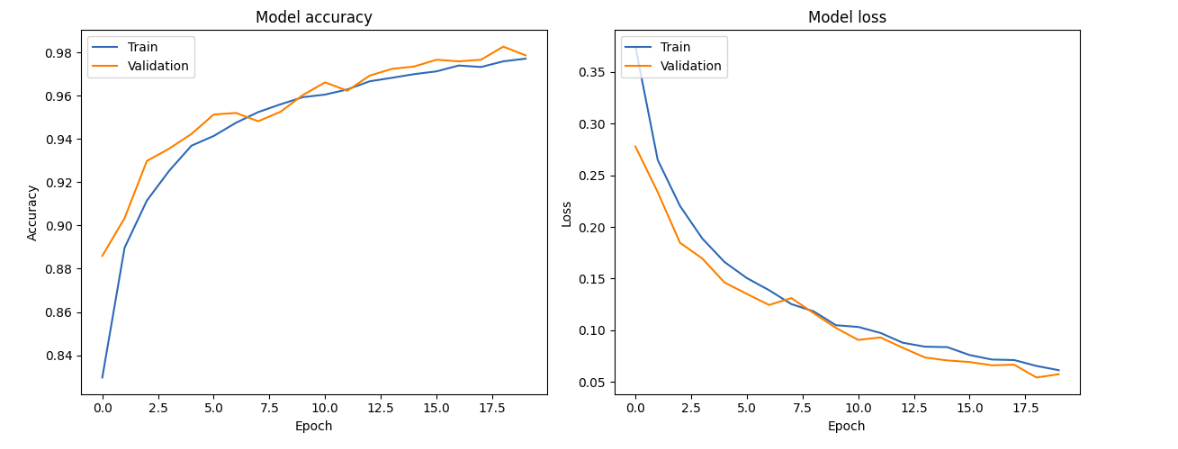 Model accuracy
Train
Validation
0.98
0.96
0.94
0.92
0.90
0.88
0.86
0.84
Accuracy
0.0 2.5 5.0 7.5 10.0 12.5 15.0 17.5
Epoch
Model loss
Train
Validation
0.35
0.30
0.25
0.20
0.15
0.10
0.05
Loss
0.0 2.5 5.0 7.5 10.0 12.5 15.0 17.5
Epoch